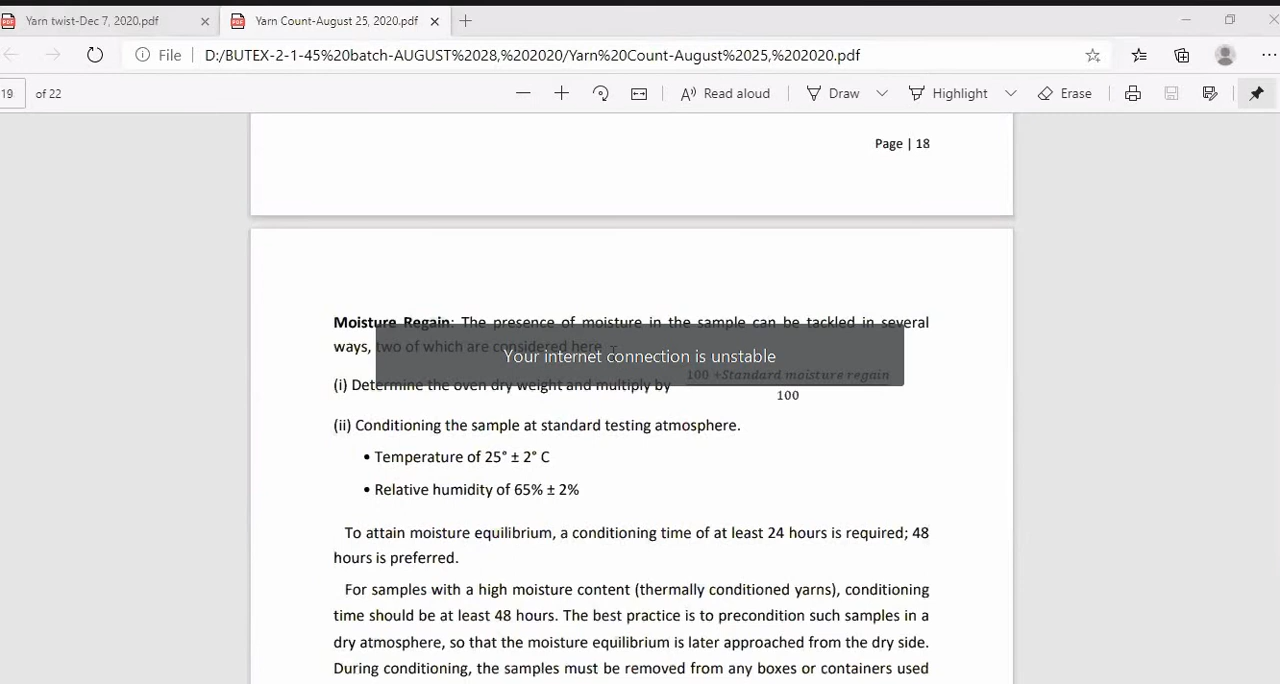 Yarn twist-Dec 7, 2020.pdf
Yarn Count-August 25, 2020.pdf
File
D:/BUTEX-2-1-45%20batch-AUGUST%2028,%202020/Yarn%20Count-August%2025,%202020.pdf
19 of 22
Read aloud
Draw
Highlight
Erase
Page | 18
Moisture Regain: The presence of moisture in the sample can be tackled in several
ways, two of which are considered here
Your internet connection is unstable
(i) Determine the oven dry weight and multiply by 100 +Standard moisture regain
100
(ii) Conditioning the sample at standard testing atmosphere.
• Temperature of 25° ± 2° C
• Relative humidity of 65% ± 2%
To attain moisture equilibrium, a conditioning time of at least 24 hours is required; 48
hours is preferred.
For samples with a high moisture content (thermally conditioned yarns), conditioning
time should be at least 48 hours. The best practice is to precondition such samples in a
dry atmosphere, so that the moisture equilibrium is later approached from the dry side.
During conditioning, the samples must be removed from any boxes or containers used